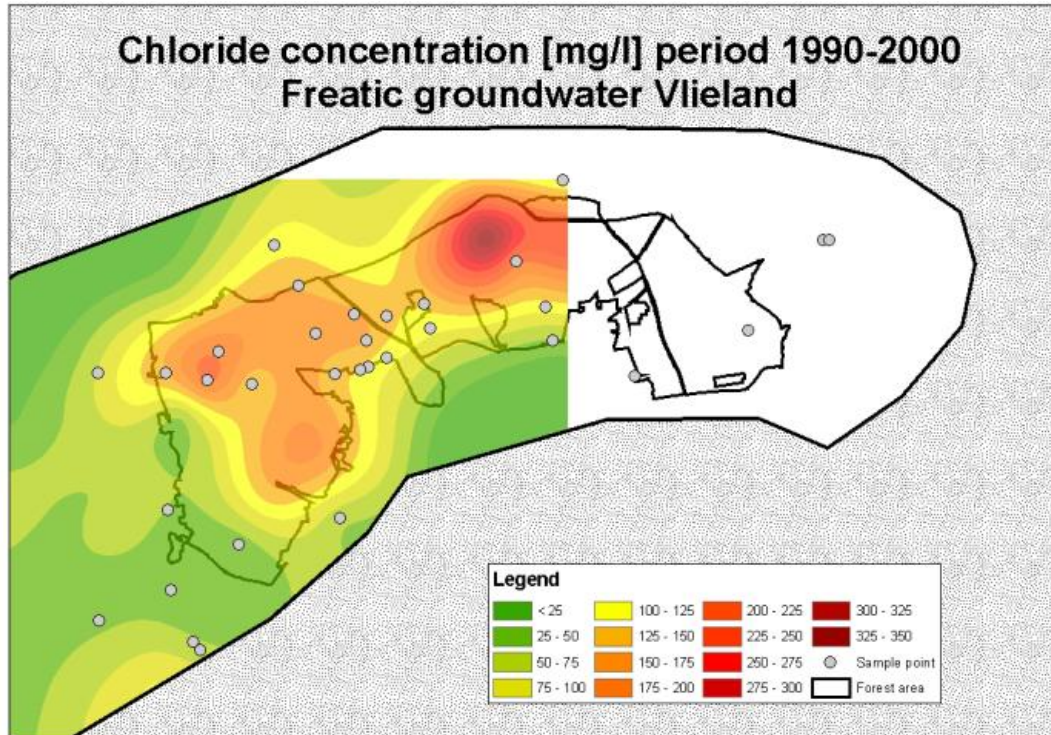 Chloride concentration [mg/l] period 1990-2000
Freatic groundwater Vlieland
Legend
< 25
25 - 50
50 - 75
75 - 100
100 - 125
125 - 150
150 - 175
175 - 200
200 - 225
225 - 250
250 - 275
275 - 300
300 - 325
325 - 350
Sample point
Forest area